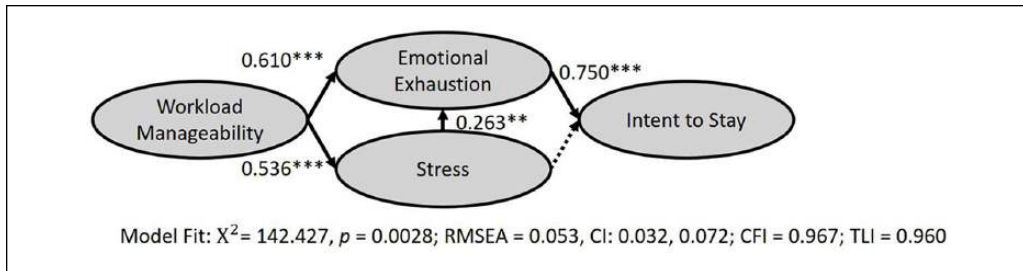 0.610***
Emotional
Exhaustion
0.750***
Workload
Manageability
0.263**
Intent to Stay
0.536***
Stress
Model Fit: X²= 142.427, p = 0.0028; RMSEA = 0.053, CI: 0.032, 0.072; CFI = 0.967; TLI = 0.960